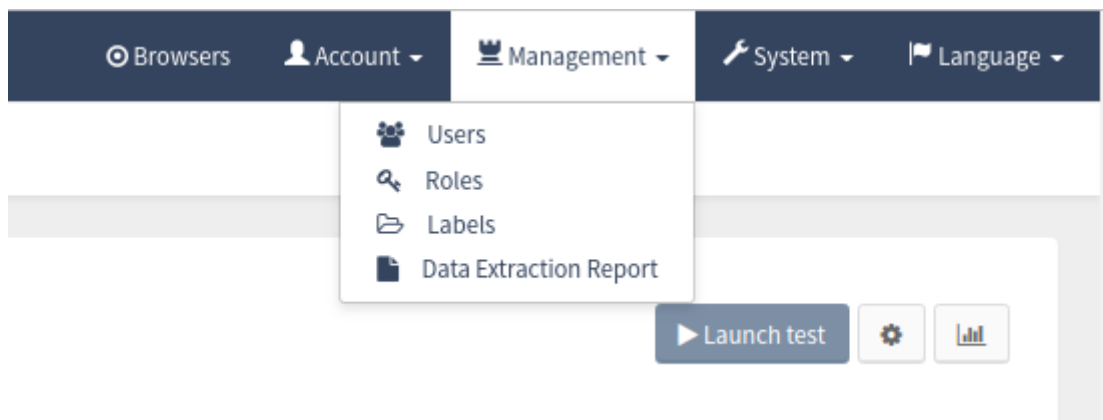 Browsers Account Management System Language
Users
Roles
Labels
Data Extraction Report
Launch test